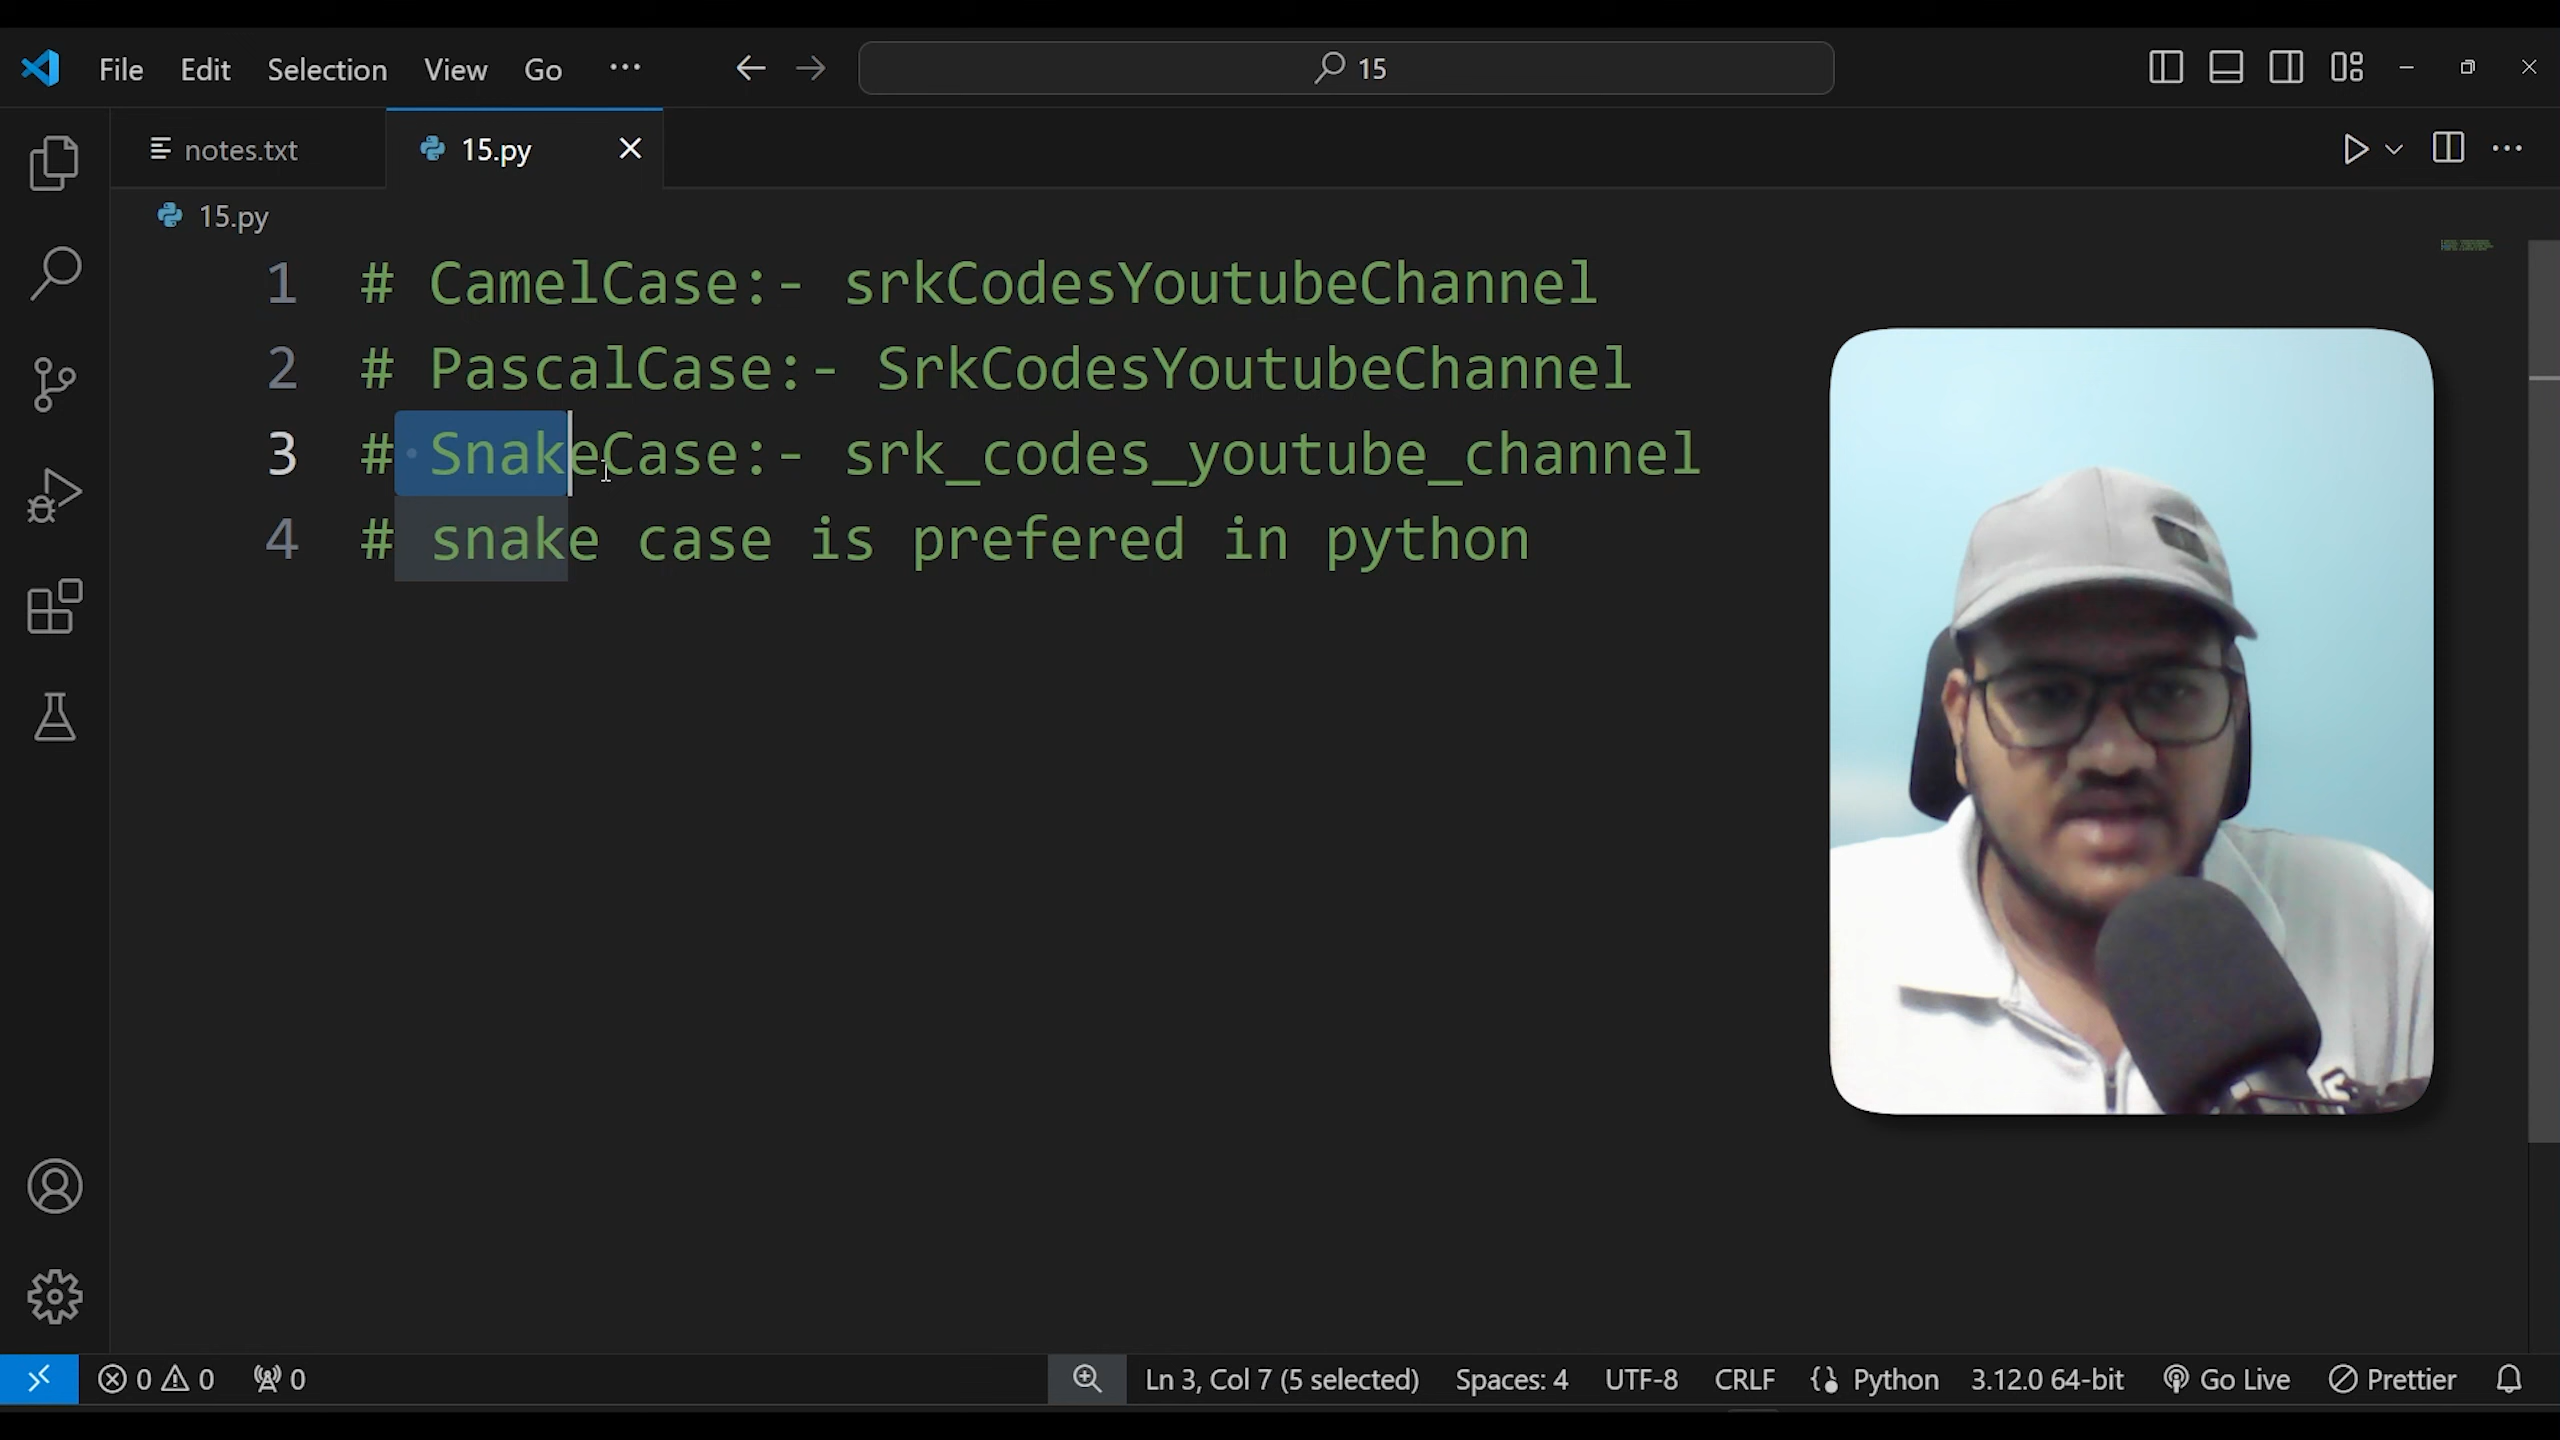 File Edit Selection View Go ··· 15
notes.txt 15.py
15.py
1 # CamelCase:- srkCodesYoutubeChannel
2 # PascalCase:- SrkCodesYoutubeChannel
3 # SnakeCase:- srk_codes_youtube_channel
4 # snake case is prefered in python
0 0 0 Ln 3, Col 7 (5 selected) Spaces: 4 UTF-8 CRLF Python 3.12.0 64-bit Go Live Prettier